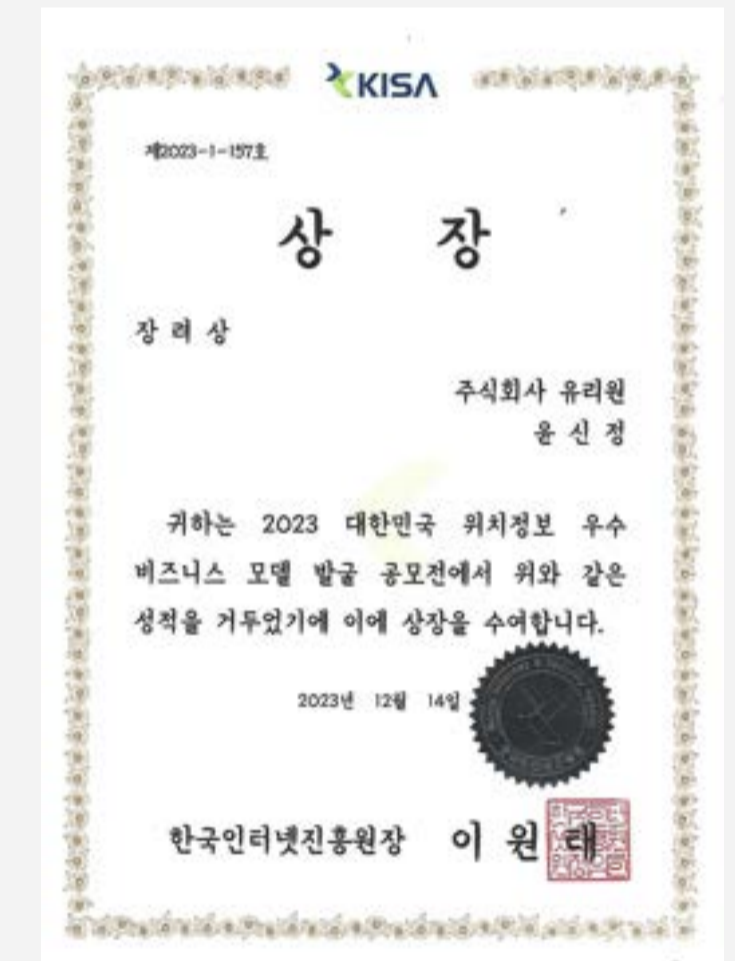 KISA
제2023-1-157호
상 장
장 려 상
주식회사 유리원
윤 신 정
귀하는 2023 대한민국 위치정보 우수
비즈니스 모델 발굴 공모전에서 위와 같은
성적을 거두었기에 이에 상장을 수여합니다.
2023년 12월 14일
한국인터넷진흥원장 이 원 태